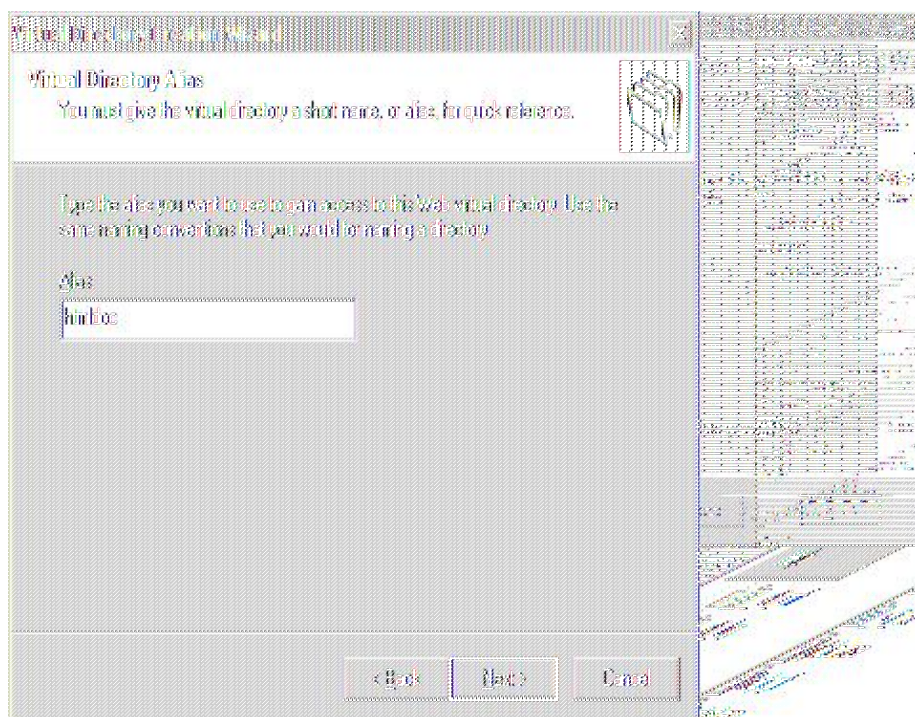 Virtual Directory Creation Wizard
Virtual Directory Alias
You must give the virtual directory a short name, or alias, for quick reference.
Type the alias you want to use to gain access to this Web virtual directory. Use the
same naming conventions that you would for naming a directory.
Alias:
htmldoc
< Back
Next >
Cancel